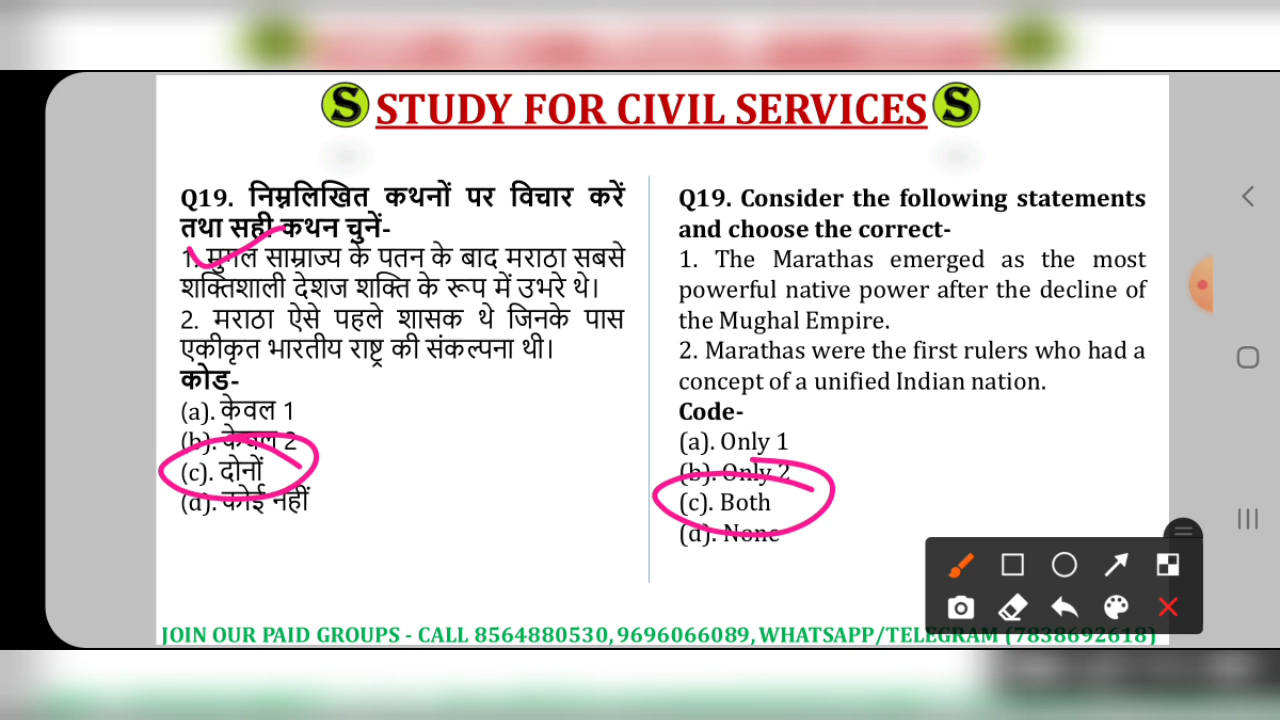 S STUDY FOR CIVIL SERVICES S
Q19. निम्नलिखित कथनों पर विचार करें
तथा सही कथन चुनें-
1. मुगल साम्राज्य के पतन के बाद मराठा सबसे
शक्तिशाली देशज शक्ति के रूप में उभरे थे।
2. मराठा ऐसे पहले शासक थे जिनके पास
एकीकृत भारतीय राष्ट्र की संकल्पना थी।
कोड-
(a). केवल 1
(b). केवल 2
(c). दोनों
(d). कोई नहीं
Q19. Consider the following statements
and choose the correct-
1. The Marathas emerged as the most
powerful native power after the decline of
the Mughal Empire.
2. Marathas were the first rulers who had a
concept of a unified Indian nation.
Code-
(a). Only 1
(b). Only 2
(c). Both
(d). None
JOIN OUR PAID GROUPS - CALL 8564880530, 9696066089, WHATSAPP/TELEGRAM (7838692618)